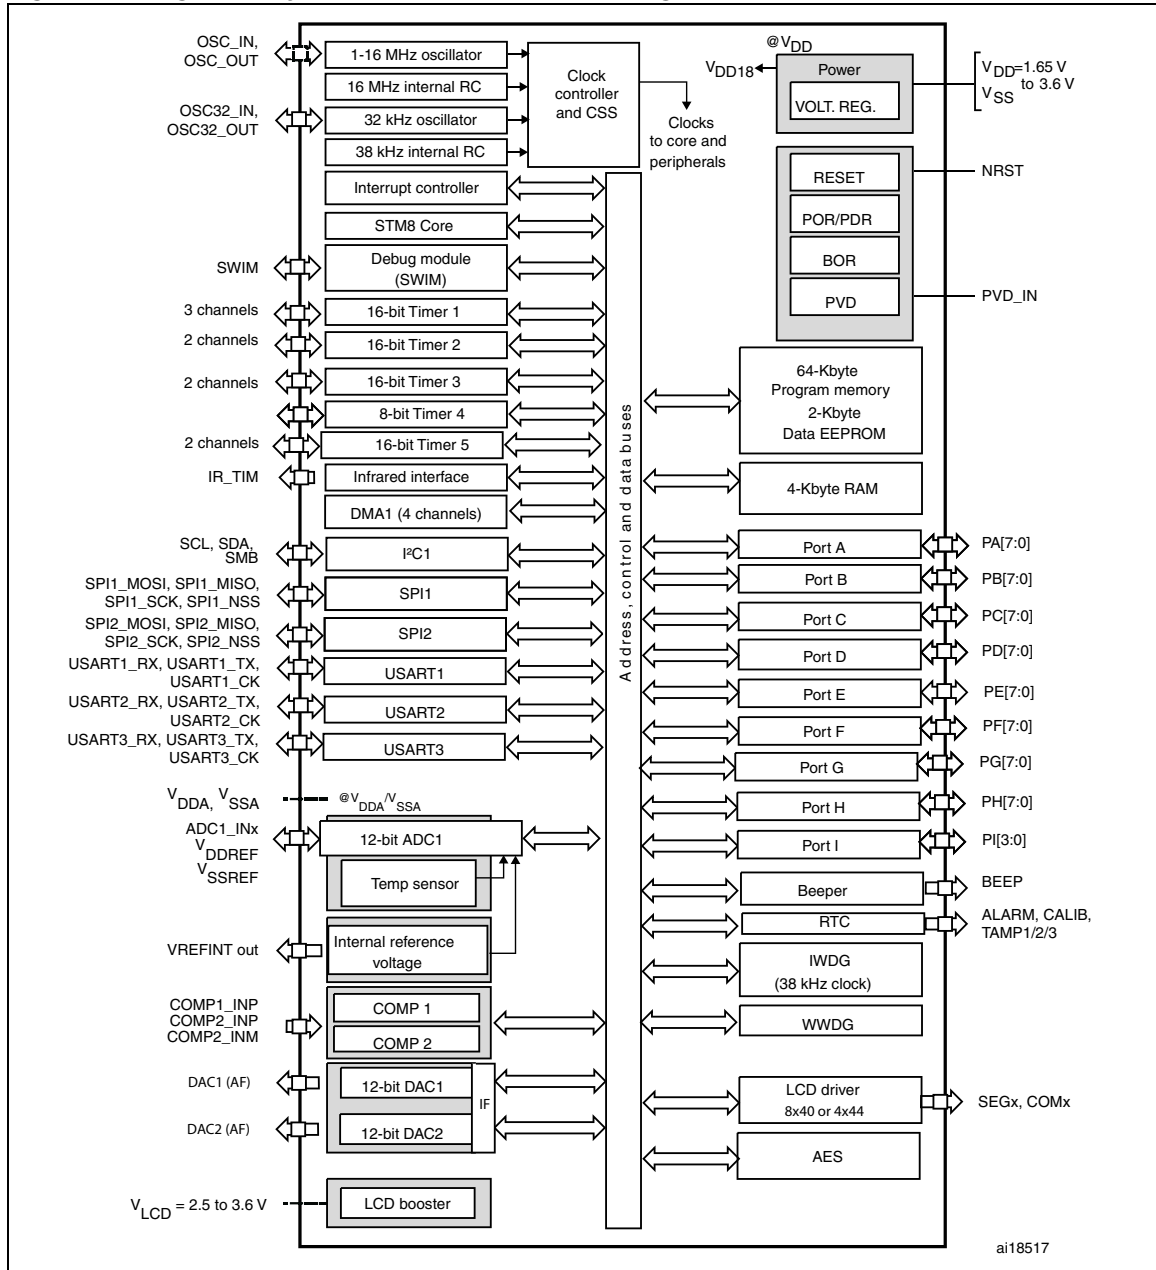 OSC_IN,
OSC_OUT
1-16 MHz oscillator
16 MHz internal RC
OSC32_IN,
OSC32_OUT
32 kHz oscillator
38 kHz internal RC
Clock
controller
and CSS
Clocks
to core and
peripherals
@VDD
VDD18
Power
VOLT. REG.
VDD=1.65 V
to 3.6 V
VSS
RESET
NRST
POR/PDR
BOR
PVD
PVD_IN
Interrupt controller
STM8 Core
SWIM
Debug module
(SWIM)
3 channels
16-bit Timer 1
2 channels
16-bit Timer 2
2 channels
16-bit Timer 3
8-bit Timer 4
2 channels
16-bit Timer 5
IR_TIM
Infrared interface
DMA1 (4 channels)
SCL, SDA,
SMB
I²C1
SPI1_MOSI, SPI1_MISO,
SPI1_SCK, SPI1_NSS
SPI1
SPI2_MOSI, SPI2_MISO,
SPI2_SCK, SPI2_NSS
SPI2
USART1_RX, USART1_TX,
USART1_CK
USART1
USART2_RX, USART2_TX,
USART2_CK
USART2
USART3_RX, USART3_TX,
USART3_CK
USART3
VDDA, VSSA
@VDDA/VSSA
ADC1_INx
VDDREF
VSSREF
12-bit ADC1
Temp sensor
VREFINT out
Internal reference
voltage
COMP1_INP
COMP2_INP
COMP2_INM
COMP 1
COMP 2
DAC1 (AF)
12-bit DAC1
IF
DAC2 (AF)
12-bit DAC2
VLCD = 2.5 to 3.6 V
LCD booster
Address, control and data buses
64-Kbyte
Program memory
2-Kbyte
Data EEPROM
4-Kbyte RAM
Port A
PA[7:0]
Port B
PB[7:0]
Port C
PC[7:0]
Port D
PD[7:0]
Port E
PE[7:0]
Port F
PF[7:0]
Port G
PG[7:0]
Port H
PH[7:0]
Port I
PI[3:0]
Beeper
BEEP
RTC
ALARM, CALIB,
TAMP1/2/3
IWDG
(38 kHz clock)
WWDG
LCD driver
8x40 or 4x44
SEGx, COMx
AES
ai18517